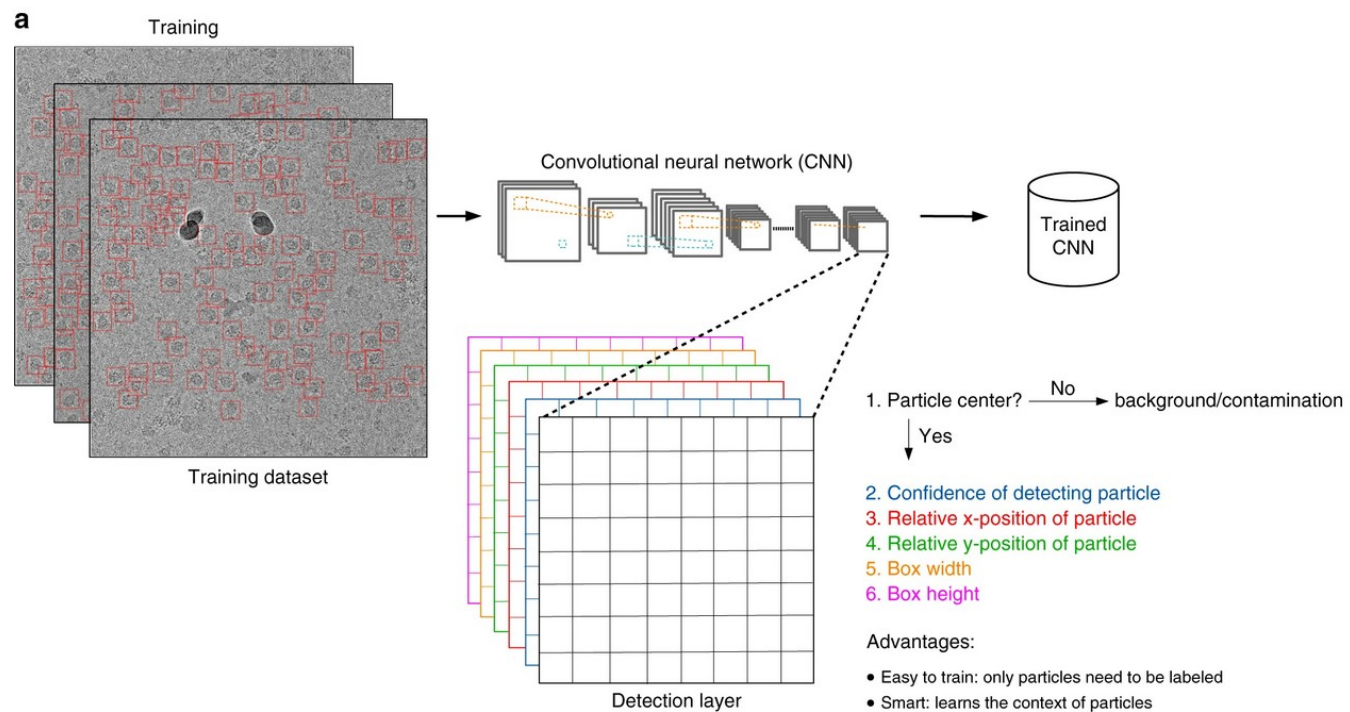 a
Training
Training dataset
Convolutional neural network (CNN)
Trained
CNN
Detection layer
1. Particle center? No background/contamination
Yes
2. Confidence of detecting particle
3. Relative x-position of particle
4. Relative y-position of particle
5. Box width
6. Box height
Advantages:
● Easy to train: only particles need to be labeled
● Smart: learns the context of particles